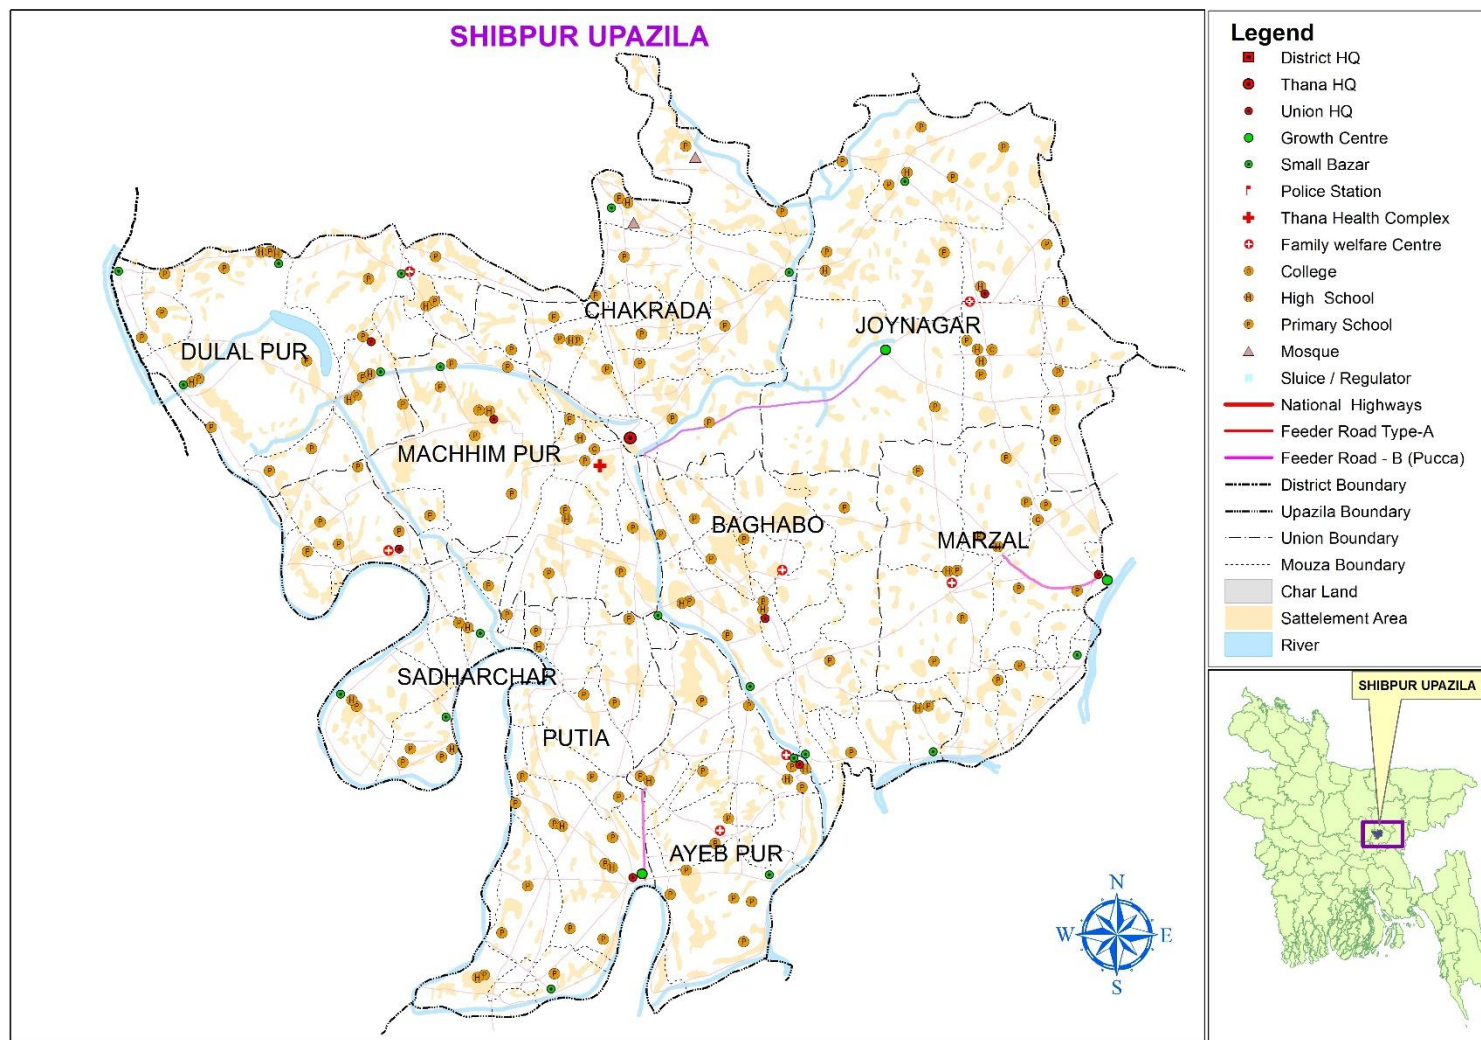 SHIBPUR UPAZILA
CHAKRADA
JOYNAGAR
DULAL PUR
MACHHIM PUR
BAGHABO
MARZAL
SADHARCHAR
PUTIA
AYEB PUR
N
W
E
S
Legend
District HQ
Thana HQ
Union HQ
Growth Centre
Small Bazar
Police Station
Thana Health Complex
Family welfare Centre
College
High School
Primary School
Mosque
Sluice / Regulator
National Highways
Feeder Road Type-A
Feeder Road - B (Pucca)
District Boundary
Upazila Boundary
Union Boundary
Mouza Boundary
Char Land
Sattelement Area
River
SHIBPUR UPAZILA